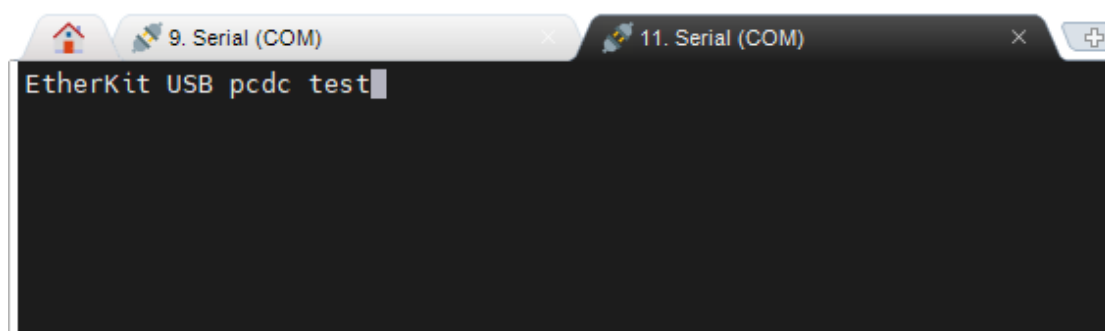 9. Serial (COM)
11. Serial (COM)
EtherKit USB pcdc test